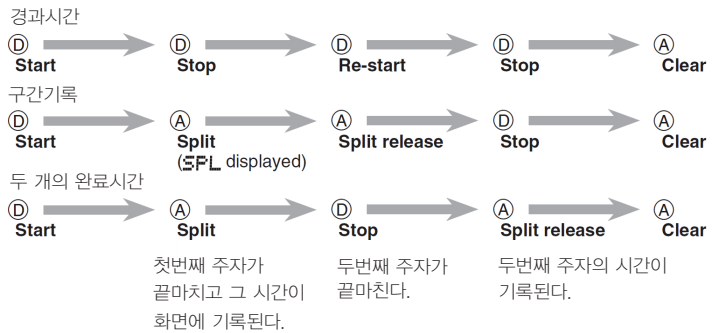 경과시간
Ⓓ Ⓓ Ⓓ Ⓓ Ⓐ
Start Stop Re-start Stop Clear
구간기록
Ⓓ Ⓐ Ⓐ Ⓓ Ⓐ
Start Split Split release Stop Clear
(SPL displayed)
두 개의 완료시간
Ⓓ Ⓐ Ⓓ Ⓐ Ⓐ
Start Split Stop Split release Clear
첫번째 주자가
끝마치고 그 시간이
화면에 기록된다.
두번째 주자가
끝마친다.
두번째 주자의 시간이
기록된다.